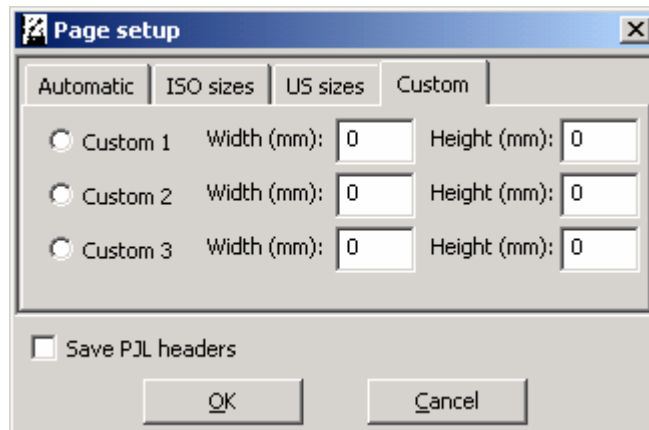 Page setup
Automatic ISO sizes US sizes Custom
Custom 1 Width (mm): 0 Height (mm): 0
Custom 2 Width (mm): 0 Height (mm): 0
Custom 3 Width (mm): 0 Height (mm): 0
Save PJL headers
OK Cancel